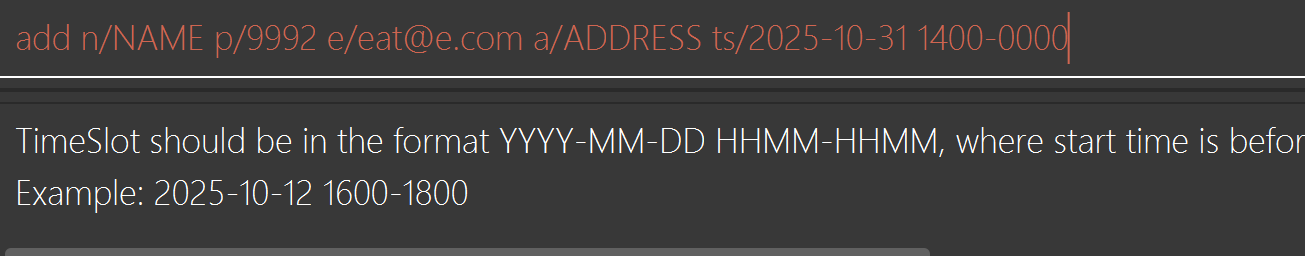 add n/NAME p/9992 e/eat@e.com a/ADDRESS ts/2025-10-31 1400-0000
TimeSlot should be in the format YYYY-MM-DD HHMM-HHMM, where start time is befor
Example: 2025-10-12 1600-1800